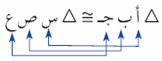 △ أ ب جـ ≅ △ س ص ع